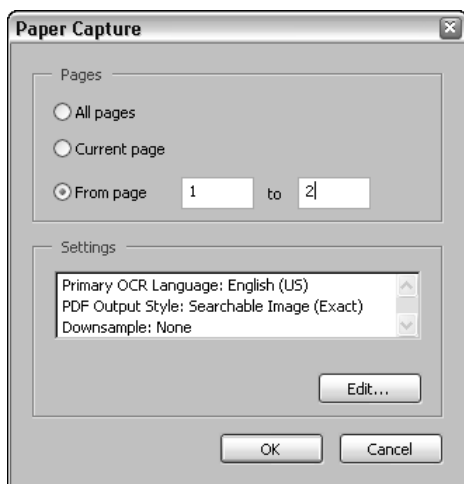 Paper Capture
Pages
All pages
Current page
From page 1 to 2
Settings
Primary OCR Language: English (US)
PDF Output Style: Searchable Image (Exact)
Downsample: None
Edit...
OK Cancel